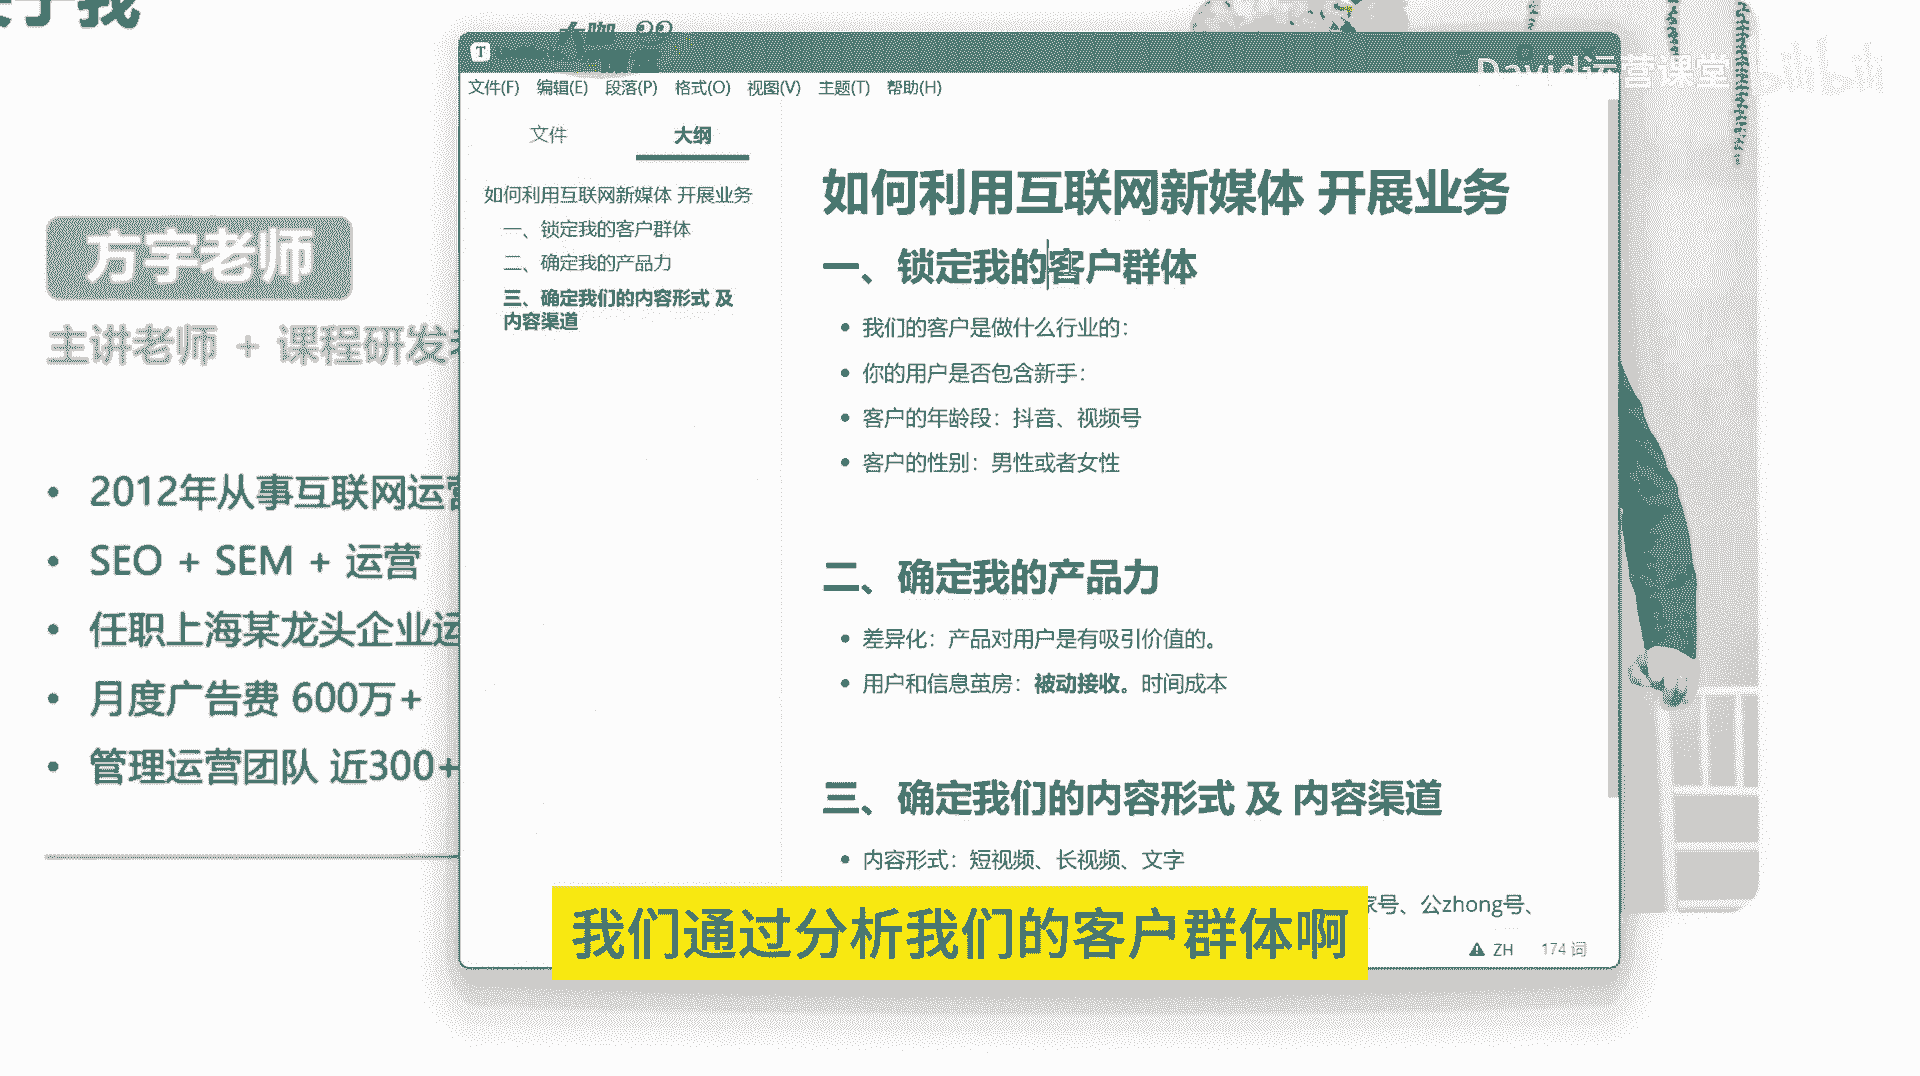 David运营课堂 bilibili
文件(F) 编辑(E) 段落(P) 格式(O) 视图(V) 主题(T) 帮助(H)
文件 大纲
如何利用互联网新媒体 开展业务
一、锁定我的客户群体
二、确定我的产品力
三、确定我们的内容形式 及
内容渠道
如何利用互联网新媒体 开展业务
一、锁定我的客户群体
• 我们的客户是做什么行业的：
• 你的用户是否包含新手：
• 客户的年龄段：抖音、视频号
• 客户的性别：男性或者女性
二、确定我的产品力
• 差异化：产品对用户是有吸引价值的。
• 用户和信息茧房：被动接收。时间成本
三、确定我们的内容形式 及 内容渠道
• 内容形式：短视频、长视频、文字
家号、公zhong号、
ZH 174 词
方宇老师
主讲老师 + 课程研发
• 2012年从事互联网运营
• SEO + SEM + 运营
• 任职上海某龙头企业运
• 月度广告费 600万+
• 管理运营团队 近300+
我们通过分析我们的客户群体啊